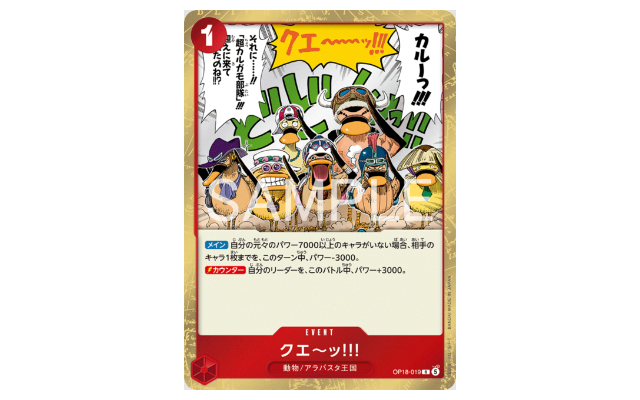 1
カルーっ!!!
クエ〜〜ッ!!!
それに……!!
「超カルガモ部隊」!!!
迎えに来て
くれたのね!?
SAMPLE
メイン 自分の元々のパワー7000以上のキャラがいない場合、相手の
キャラ1枚までを、このターン中、パワー-3000。
カウンター 自分のリーダーを、このバトル中、パワー+3000。
EVENT
クエ〜ッ!!!
動物/アラバスタ王国
OP18-019 R 6